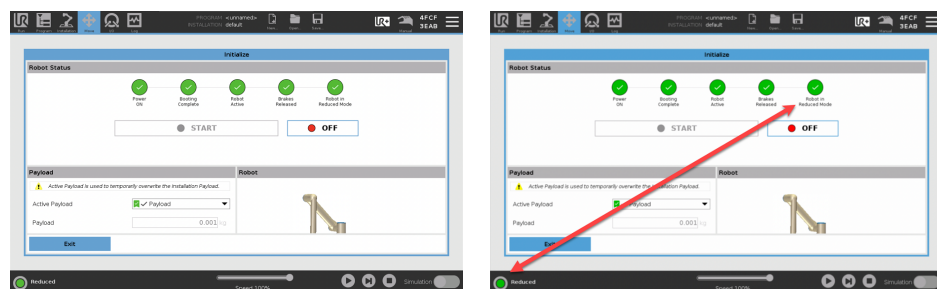 PROGRAM <unnamed>
INSTALLATION default
New... Open... Save...
UR+
4FCF
3EAB
Run Program Installation Move I/O Log
Manual
Initialize
Robot Status
Power
ON
Booting
Complete
Robot
Active
Brakes
Released
Robot in
Reduced Mode
START
OFF
Payload
Robot
Active Payload is used to temporarily overwrite the Installation Payload.
Active Payload
Payload
Payload
0.001 kg
Exit
Reduced
Speed 100%
Simulation
PROGRAM <unnamed>
INSTALLATION default
New... Open... Save...
UR+
4FCF
3EAB
Run Program Installation Move I/O Log
Manual
Initialize
Robot Status
Power
ON
Booting
Complete
Robot
Active
Brakes
Released
Robot in
Reduced Mode
START
OFF
Payload
Robot
Active Payload is used to temporarily overwrite the Installation Payload.
Active Payload
Payload
0.001 kg
Reduced
Speed 100%
Simulation